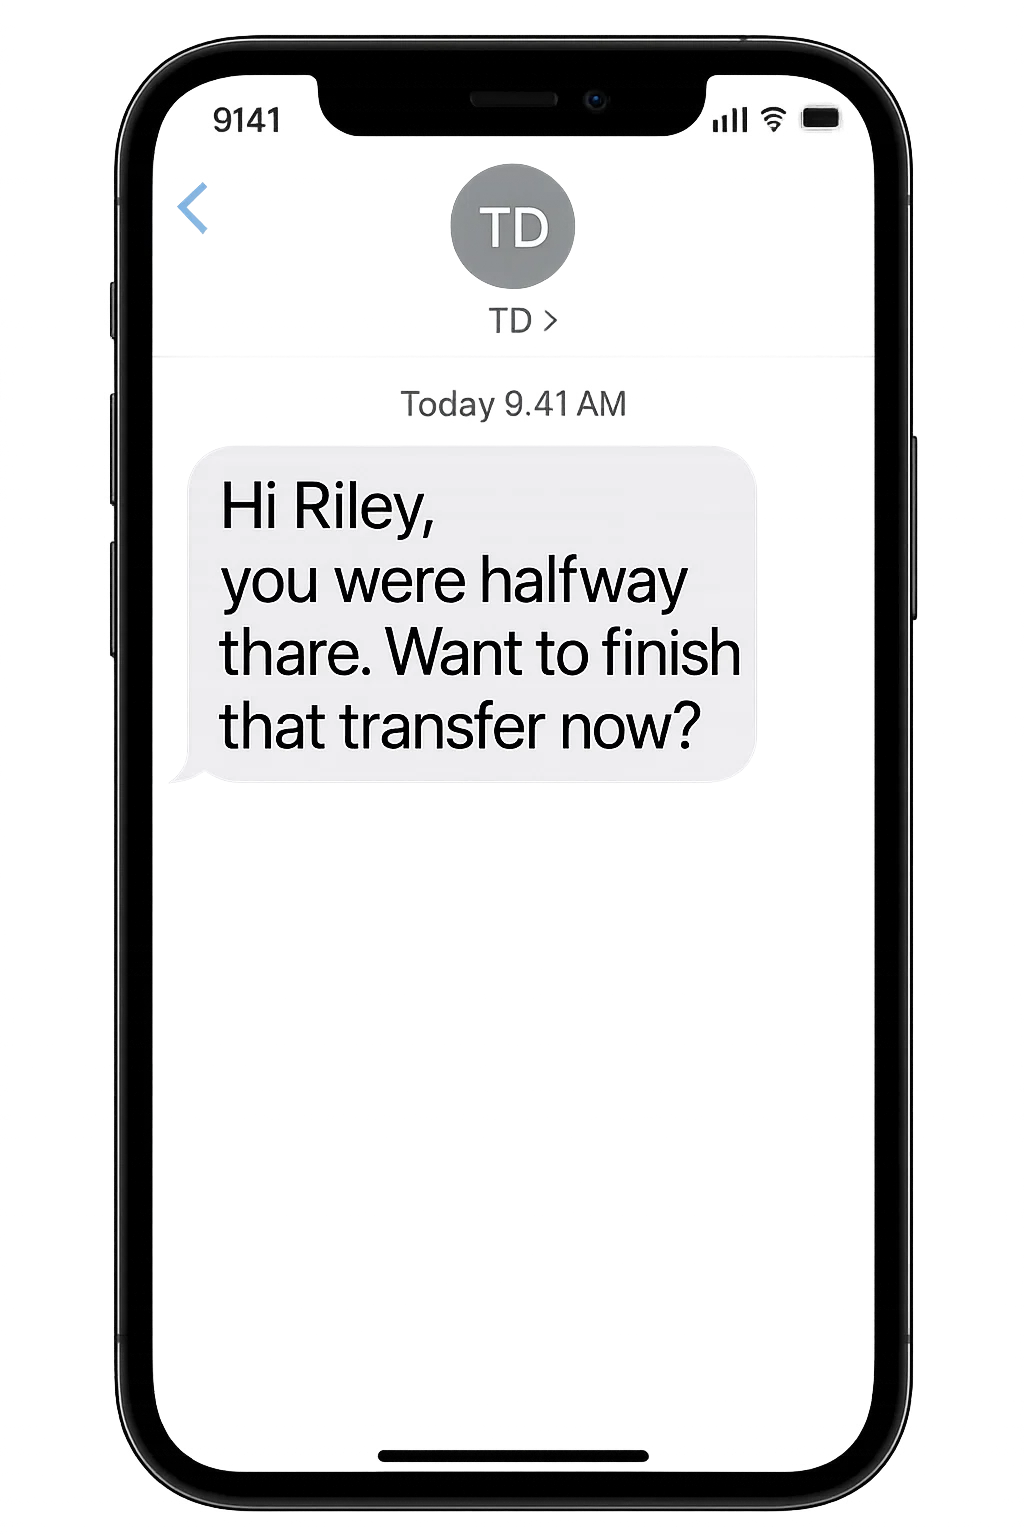 9141
TD
TD >
Today 9.41 AM
Hi Riley,
you were halfway
thare. Want to finish
that transfer now?